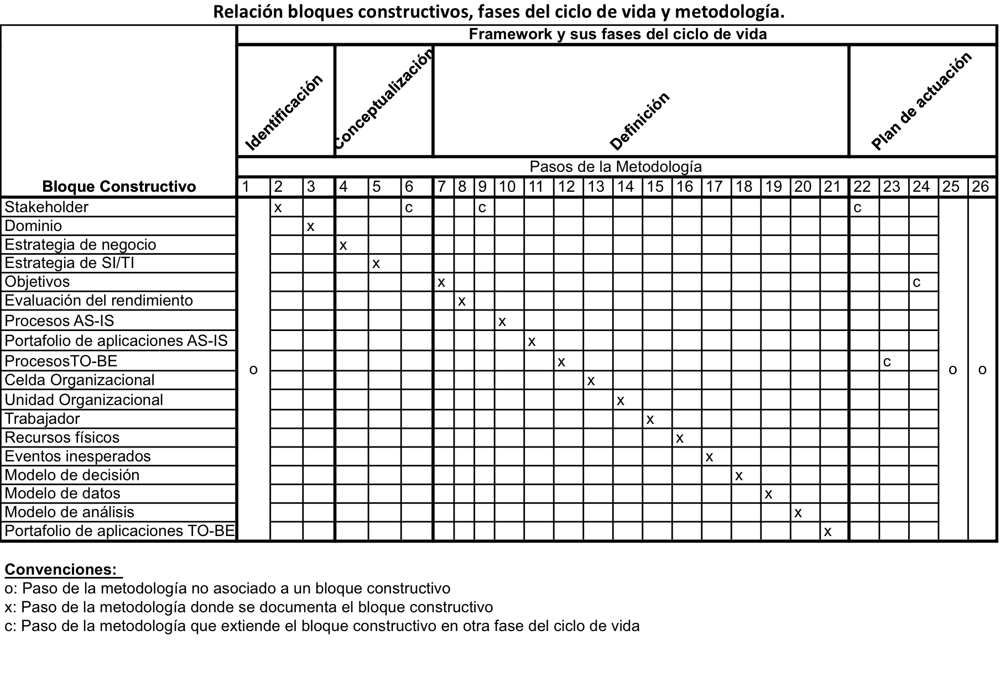 Relación bloques constructivos, fases del ciclo de vida y metodología.
Framework y sus fases del ciclo de vida
Identificación Conceptualización Definición Plan de actuación
Pasos de la Metodología
Bloque Constructivo 1 2 3 4 5 6 7 8 9 10 11 12 13 14 15 16 17 18 19 20 21 22 23 24 25 26
Stakeholder x c c c
Dominio x
Estrategia de negocio x
Estrategia de SI/TI x
Objetivos x c
Evaluación del rendimiento x
Procesos AS-IS x
Portafolio de aplicaciones AS-IS x
ProcesosTO-BE x c
o o o
Celda Organizacional x
Unidad Organizacional x
Trabajador x
Recursos físicos x
Eventos inesperados x
Modelo de decisión x
Modelo de datos x
Modelo de análisis x
Portafolio de aplicaciones TO-BE x
Convenciones:
o: Paso de la metodología no asociado a un bloque constructivo
x: Paso de la metodología donde se documenta el bloque constructivo
c: Paso de la metodología que extiende el bloque constructivo en otra fase del ciclo de vida